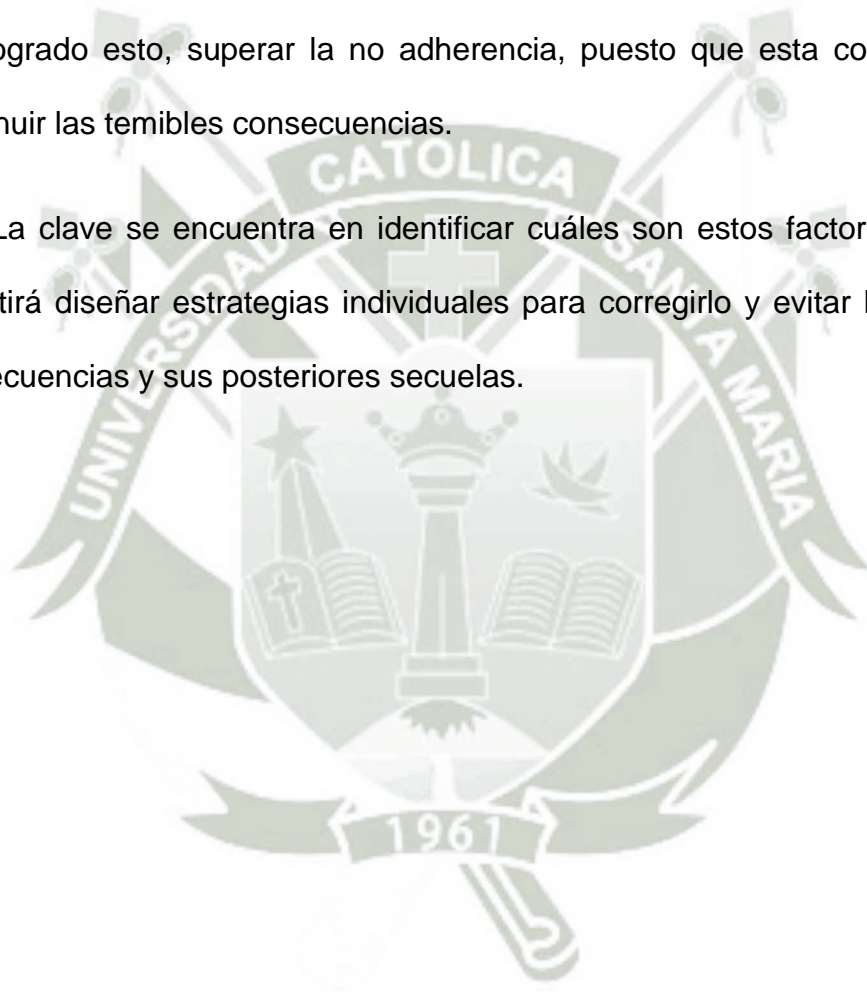 ogrado esto, superar la no adherencia, puesto que esta co
nuir las temibles consecuencias.
La clave se encuentra en identificar cuáles son estos factor
tirá diseñar estrategias individuales para corregirlo y evitar l
ecuencias y sus posteriores secuelas.
UNIVERSIDAD CATOLICA SANTA MARIA
1961